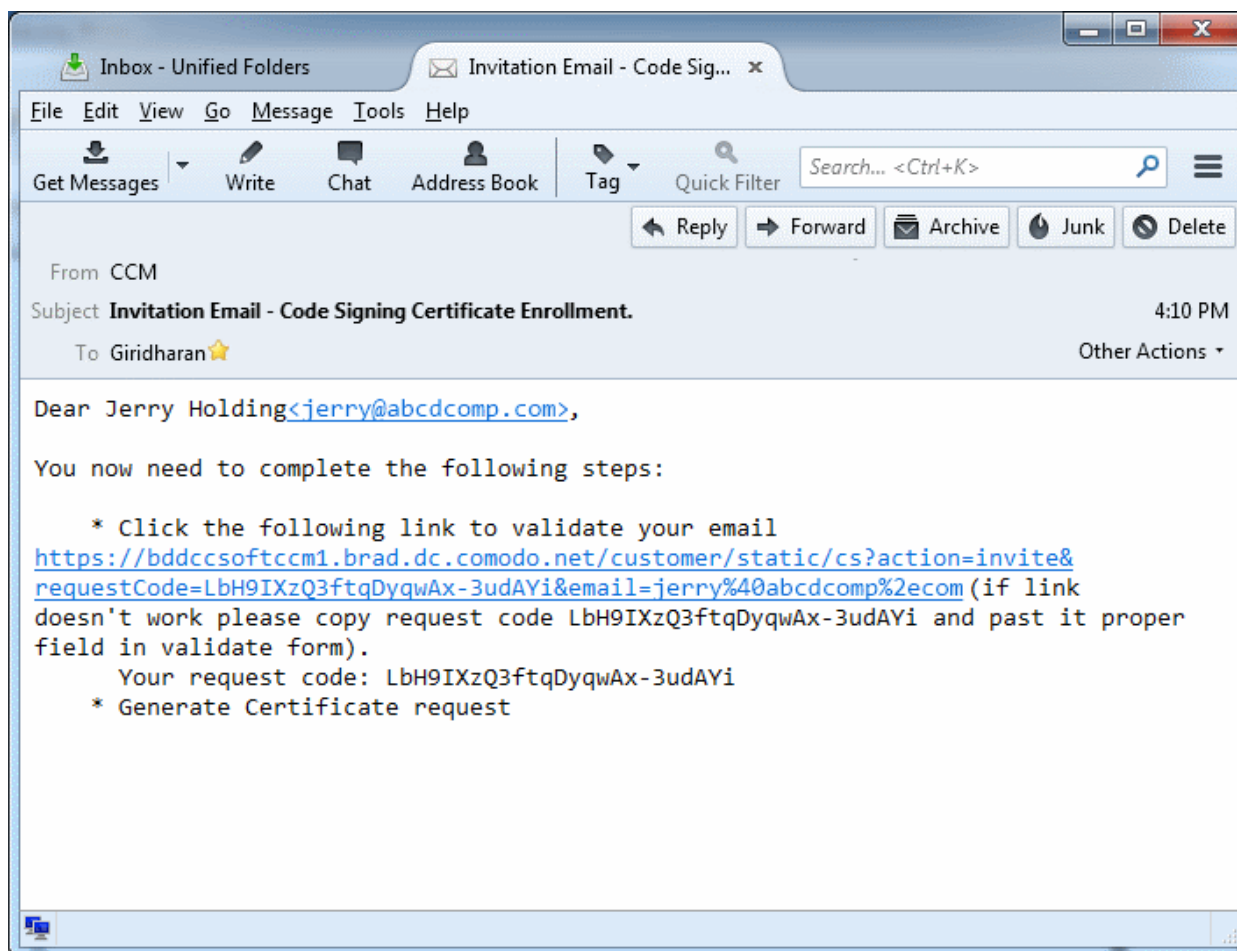 Inbox - Unified Folders
Invitation Email - Code Sig...
File Edit View Go Message Tools Help
Get Messages Write Chat Address Book Tag Quick Filter Search... <Ctrl+K>
Reply Forward Archive Junk Delete
From CCM
Subject Invitation Email - Code Signing Certificate Enrollment. 4:10 PM
To Giridharan Other Actions
Dear Jerry Holding<jerry@abcdcomp.com>,
You now need to complete the following steps:
* Click the following link to validate your email
https://bddccsoftccm1.brad.dc.comodo.net/customer/static/cs?action=invite&
requestCode=LbH9IXzQ3ftqDyqwAx-3udAYi&email=jerry%40abcdcomp%2ecom (if link
doesn't work please copy request code LbH9IXzQ3ftqDyqwAx-3udAYi and past it proper
field in validate form).
Your request code: LbH9IXzQ3ftqDyqwAx-3udAYi
* Generate Certificate request